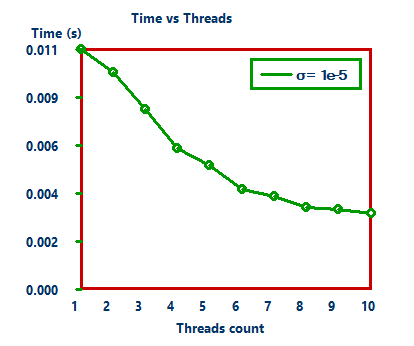 Time vs Threads
Time (s)
σ= 1e-5
0.011
0.009
0.006
0.004
0.002
0.000
1 2 3 4 5 6 7 8 9 10
Threads count